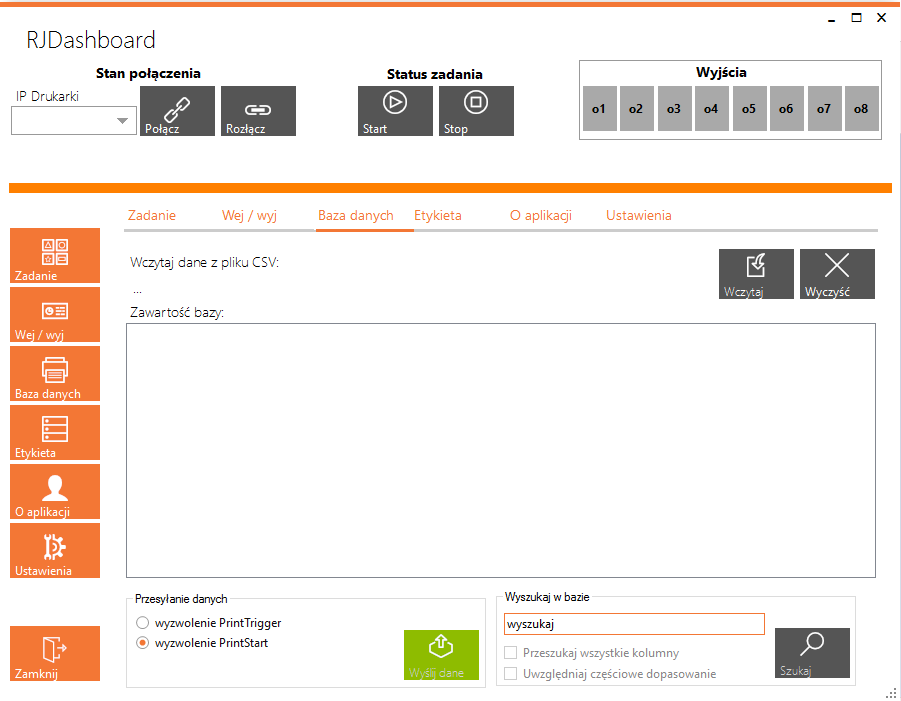 RJDashboard
Stan połączenia
Status zadania
Wyjścia
IP Drukarki
Połącz
Rozłącz
Start
Stop
o1 o2 o3 o4 o5 o6 o7 o8
Zadanie Wej / wyj Baza danych Etykieta O aplikacji Ustawienia
Zadanie
Wej / wyj
Baza danych
Etykieta
O aplikacji
Ustawienia
Zamknij
Wczytaj dane z pliku CSV:
...
Wczytaj
Wyczyść
Zawartość bazy:
Przesyłanie danych
wyzwolenie PrintTrigger
wyzwolenie PrintStart
Wyślij dane
Wyszukaj w bazie
wyszukaj
Przeszukaj wszystkie kolumny
Uwzględniaj częściowe dopasowanie
Szukaj